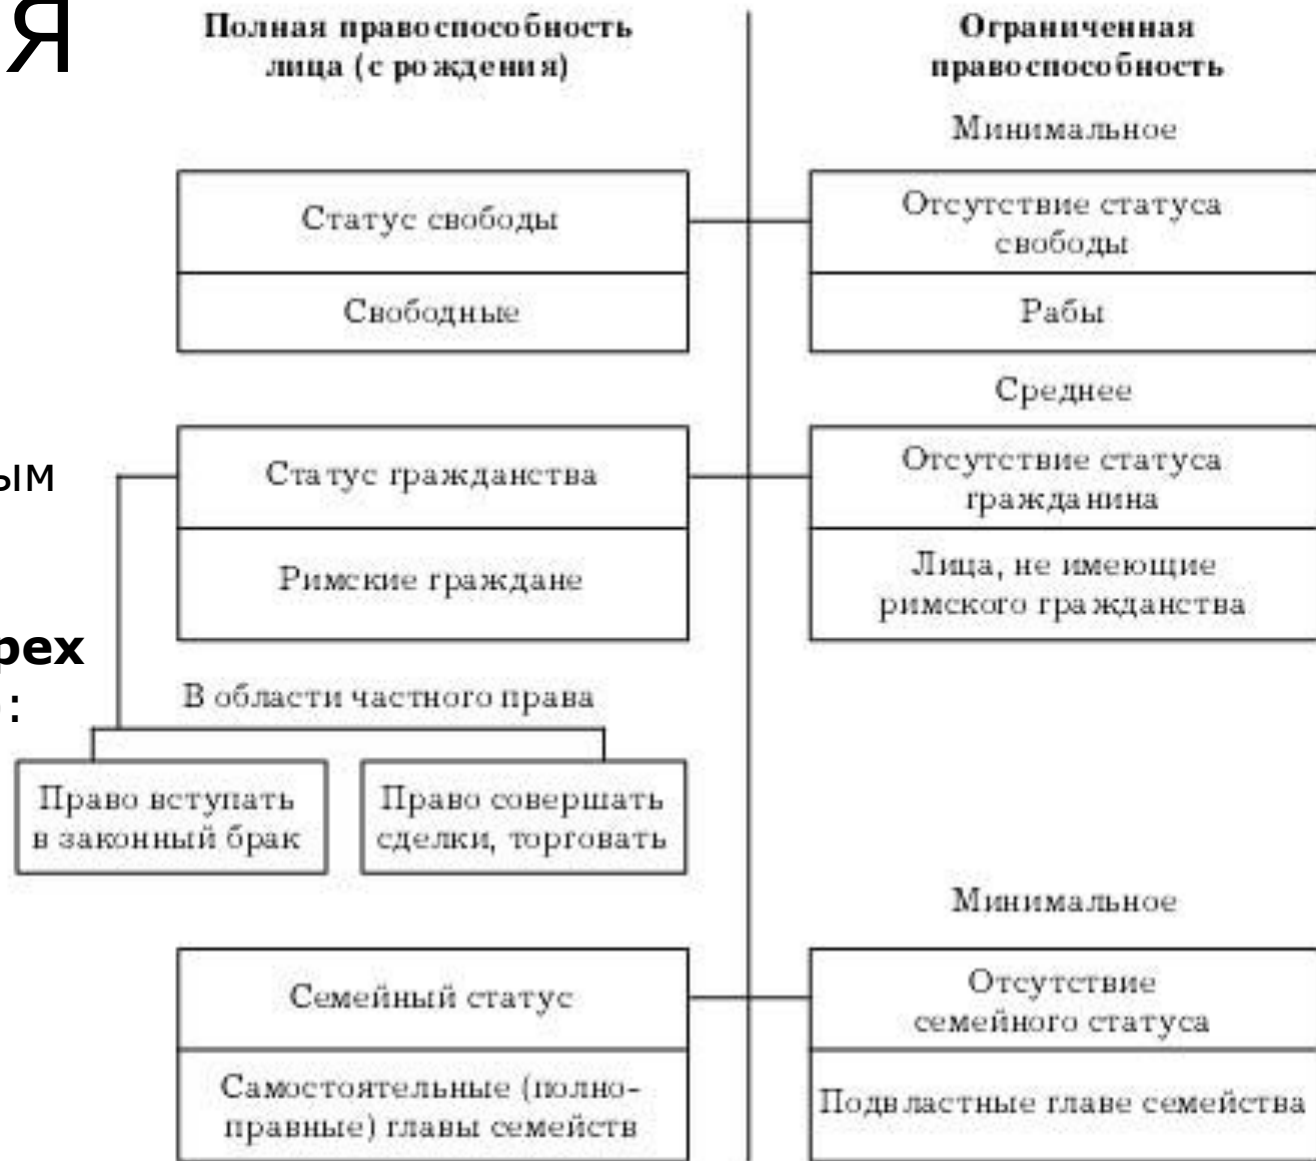 Я
Полная правоспособность
лица (с рождения)
Ограниченная
правоспособность
Минимальное
Статус свободы
Отсутствие статуса
свободы
Свободные
Рабы
Среднее
ым
Статус гражданства
Отсутствие статуса
гражданина
Римские граждане
Лица, не имеющие
римского гражданства
рех
:
В области частного права
Право вступать
в законный брак
Право совершать
сделки, торговать
Минимальное
Семейный статус
Отсутствие
семейного статуса
Самостоятельные (полно-
правные) главы семейств
Подвластные главе семейства